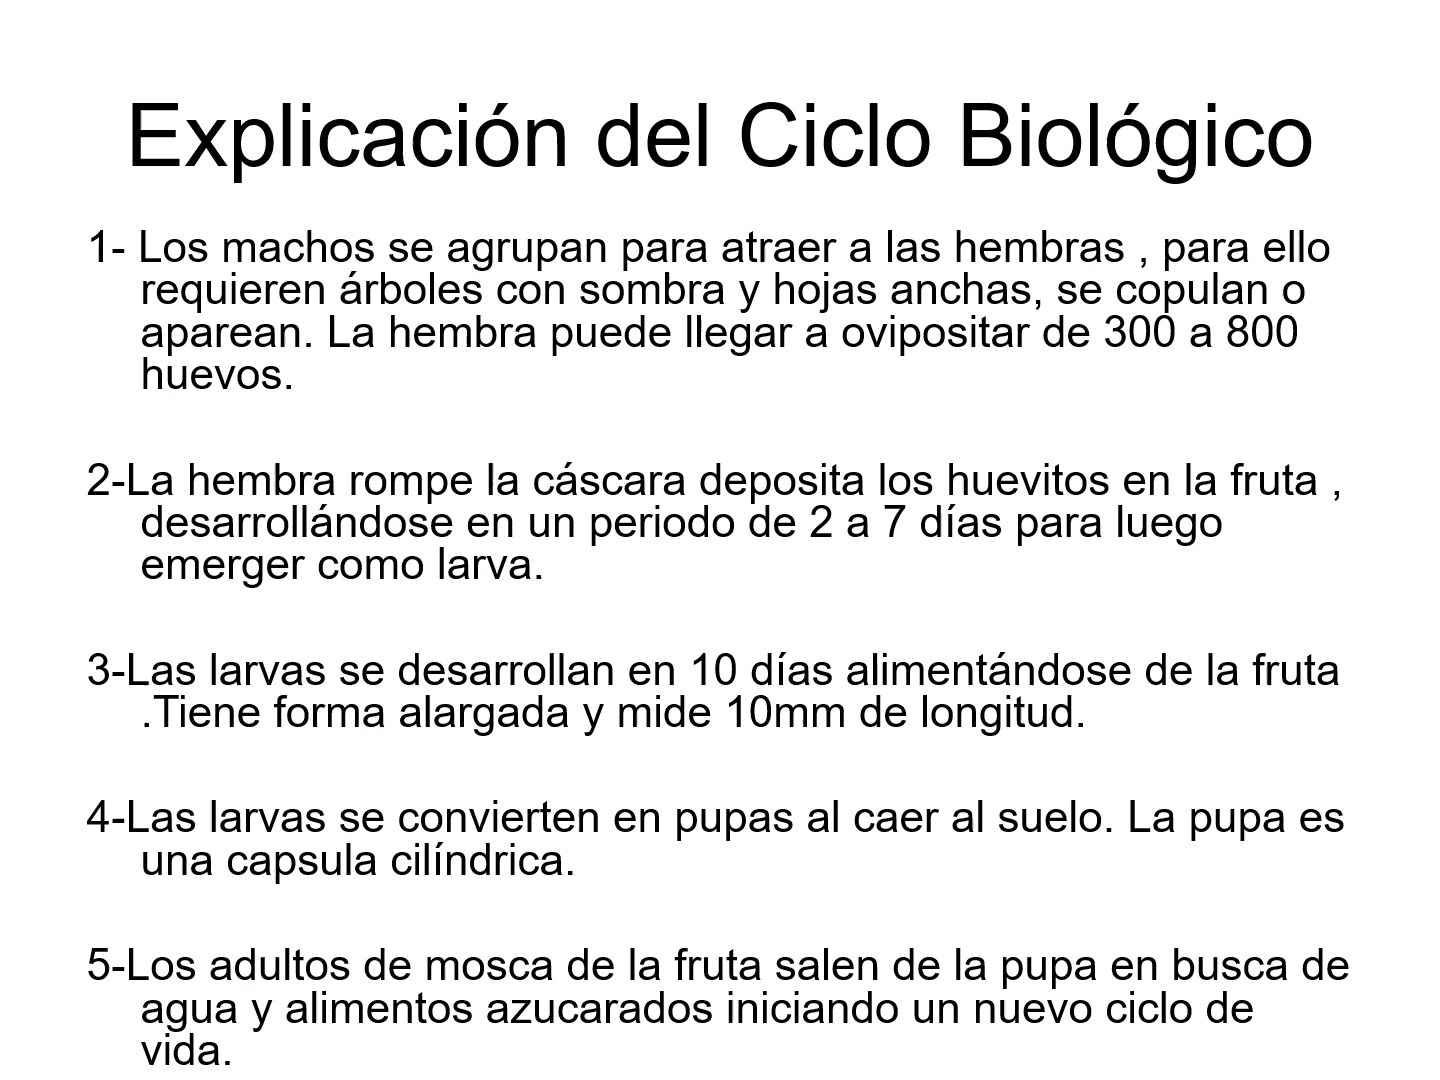 Explicación del Ciclo Biológico
1- Los machos se agrupan para atraer a las hembras , para ello
requieren árboles con sombra y hojas anchas, se copulan o
aparean. La hembra puede llegar a ovipositar de 300 a 800
huevos.
2-La hembra rompe la cáscara deposita los huevitos en la fruta ,
desarrollándose en un periodo de 2 a 7 días para luego
emerger como larva.
3-Las larvas se desarrollan en 10 días alimentándose de la fruta
.Tiene forma alargada y mide 10mm de longitud.
4-Las larvas se convierten en pupas al caer al suelo. La pupa es
una capsula cilíndrica.
5-Los adultos de mosca de la fruta salen de la pupa en busca de
agua y alimentos azucarados iniciando un nuevo ciclo de
vida.